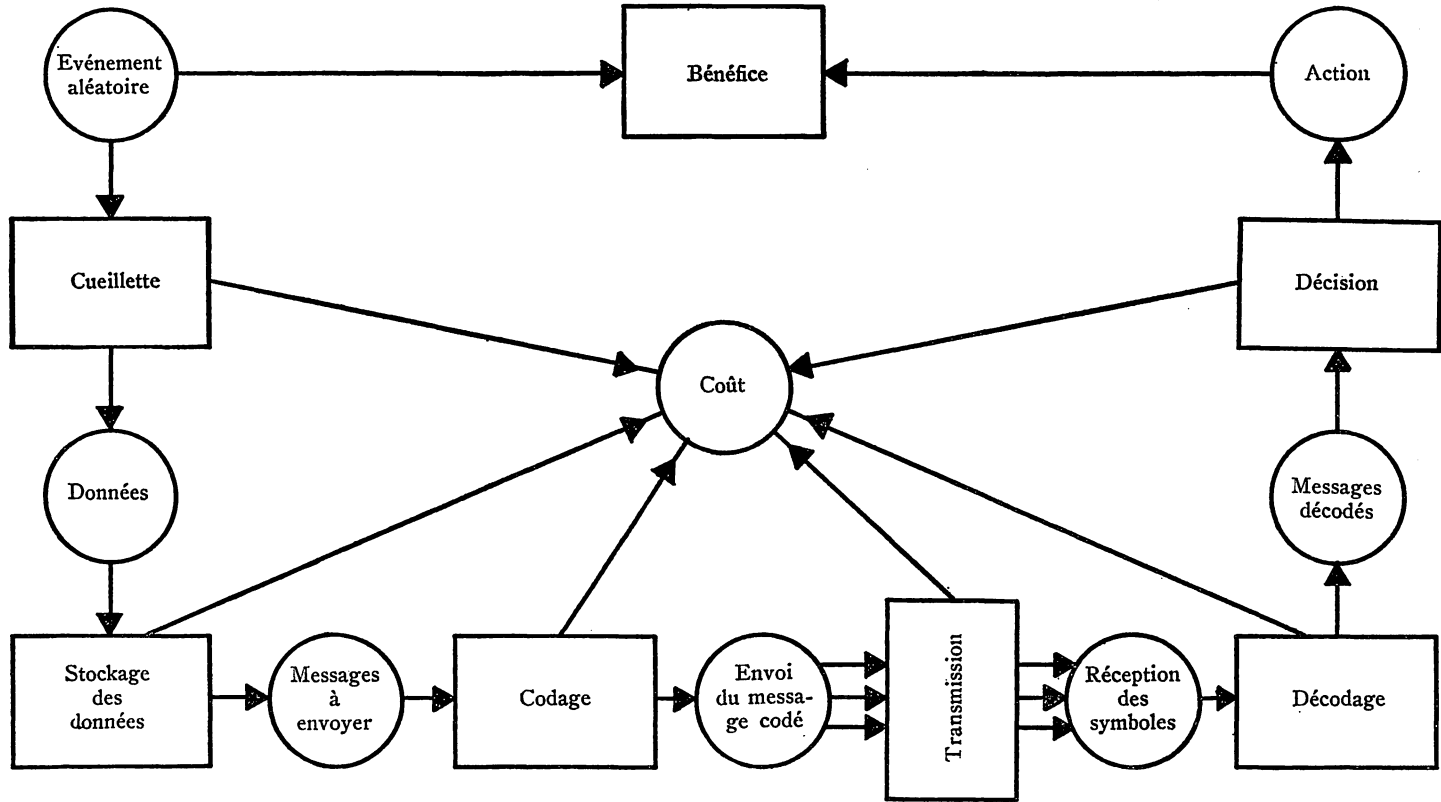 Evénement
aléatoire
Bénéfice
Action
Cueillette
Décision
Coût
Données
Messages
décodés
Stockage
des
données
Messages
à
envoyer
Codage
Envoi
du messa-
ge codé
Transmission
Réception
des
symboles
Décodage